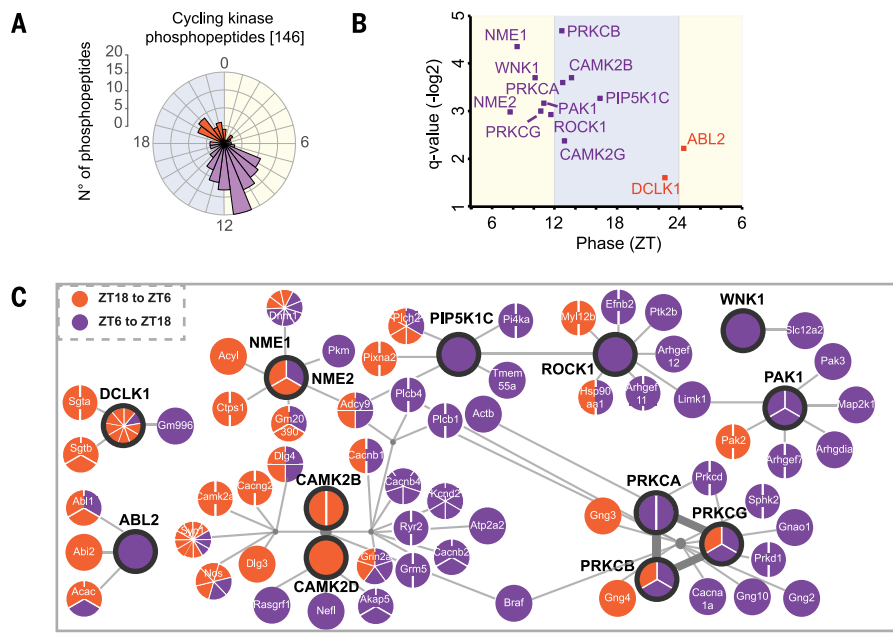 A
Cycling kinase
phosphopeptides [146]
N° of phosphopeptides
20
15
10
5
0
0
6
12
18
B
q-value (-log2)
5
4
3
2
1
NME1
PRKCB
WNK1
CAMK2B
PRKCA
PIP5K1C
NME2
PAK1
PRKCG
ROCK1
CAMK2G
ABL2
DCLK1
6 12 18 24 6
Phase (ZT)
C
ZT18 to ZT6
ZT6 to ZT18
Dnm1
NME1
NME2
Acyl
Pkm
Ctps1
Gm20
390
PIP5K1C
Plch2
Pi4ka
Pixna2
Tmem
55a
Adcy9
Plcb4
Plcb1
Actb
ROCK1
Myl12b
Efnb2
Ptk2b
Arhgef
12
Hsp90
aa1
Arhgef
11
Limk1
WNK1
Slc12a2
PAK1
Pak3
Map2k1
Pak2
Arhgef7
Arhgdia
DCLK1
Sgta
Sgtb
Gm996
ABL2
Abl1
Abi2
Acac
Dlg4
Cacng2
Camk2a
Syn1
Nos
Dlg3
CAMK2B
CAMK2D
Cacnb1
Cacnb4
Kcnd2
Ryr2
Atp2a2
Cacnb2
Grin2a
Grm5
Rasgrf1
Nefl
Akap5
Braf
PRKCA
Prkcd
Sphk2
PRKCG
Gnao1
Gng3
Prkd1
PRKCB
Gng4
Cacna
1a
Gng10
Gng2